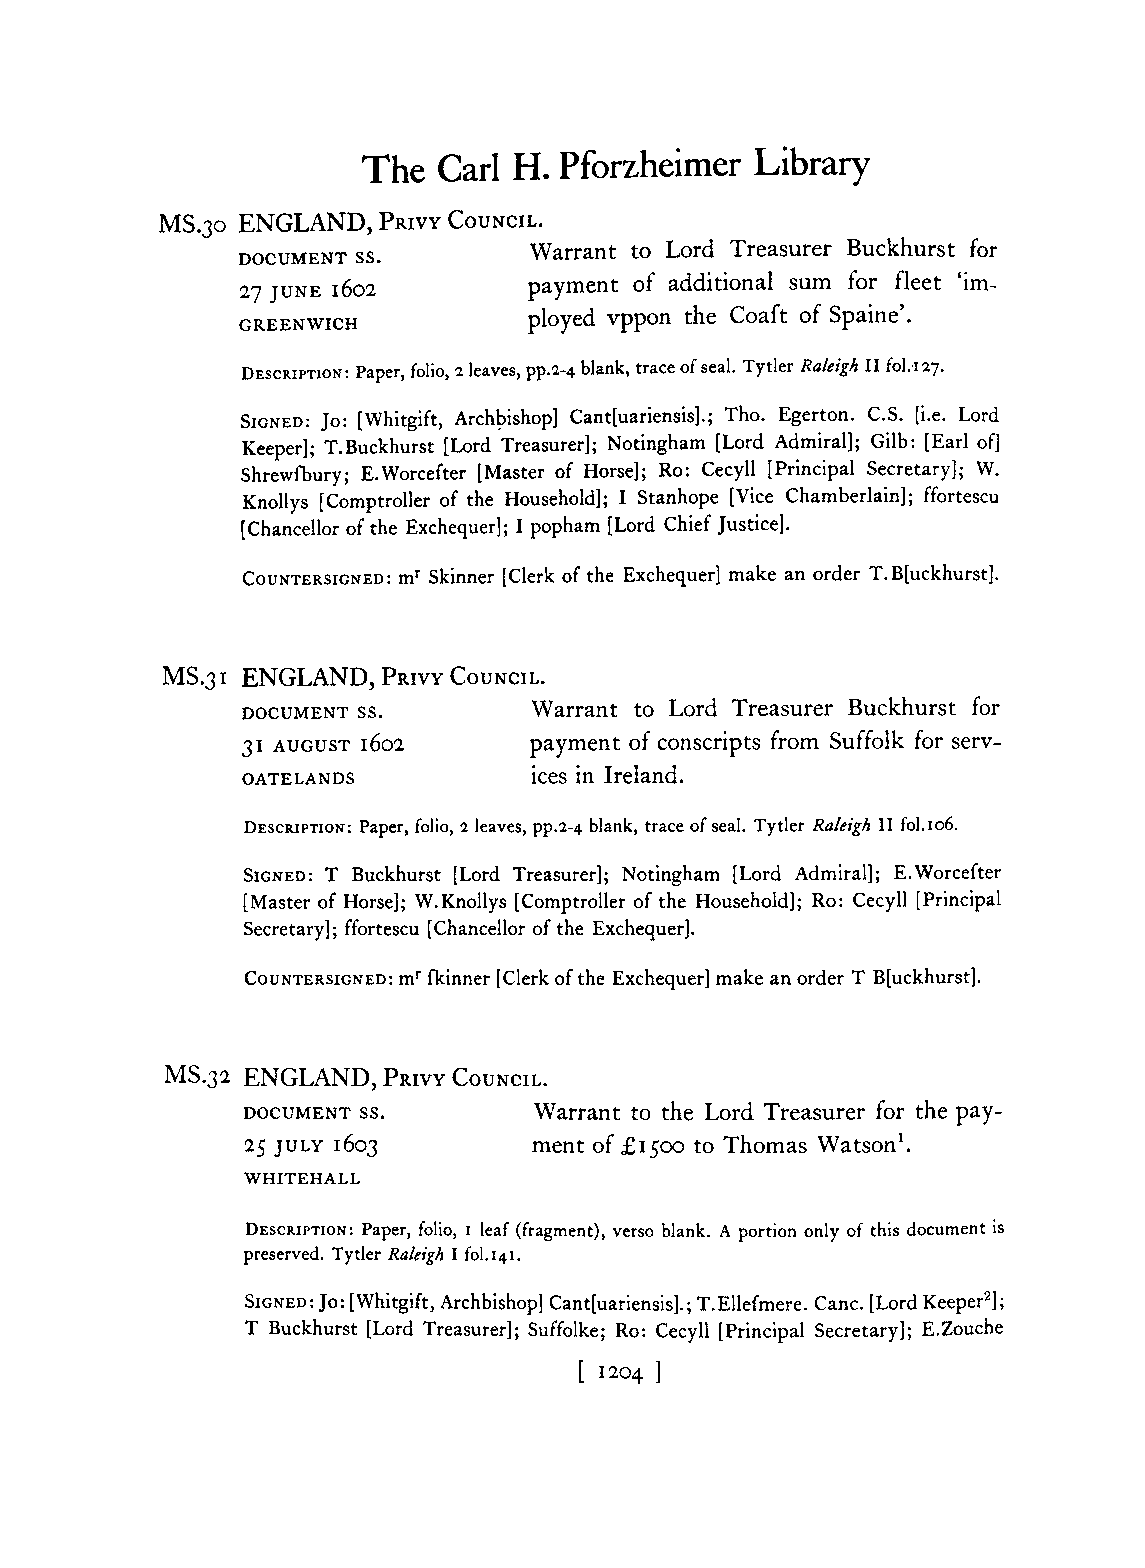 The Carl H. Pforzheimer Library
MS.30 ENGLAND, PRIVY COUNCIL.
DOCUMENT SS.
27 JUNE 1602
GREENWICH
Warrant to Lord Treasurer Buckhurst for
payment of additional sum for fleet ‘im-
ployed vppon the Coaſt of Spaine’.
DESCRIPTION: Paper, folio, 2 leaves, pp.2-4 blank, trace of seal. Tytler Raleigh II fol.127.
SIGNED: Jo: [Whitgift, Archbishop] Cant[uariensis].; Tho. Egerton. C.S. [i.e. Lord
Keeper]; T.Buckhurst [Lord Treasurer]; Notingham [Lord Admiral]; Gilb: [Earl of]
Shrewſbury; E.Worceſter [Master of Horse]; Ro: Cecyll [Principal Secretary]; W.
Knollys [Comptroller of the Household]; I Stanhope [Vice Chamberlain]; ffortescu
[Chancellor of the Exchequer]; I popham [Lord Chief Justice].
COUNTERSIGNED: mʳ Skinner [Clerk of the Exchequer] make an order T.B[uckhurst].
MS.31 ENGLAND, PRIVY COUNCIL.
DOCUMENT SS.
31 AUGUST 1602
OATELANDS
Warrant to Lord Treasurer Buckhurst for
payment of conscripts from Suffolk for serv-
ices in Ireland.
DESCRIPTION: Paper, folio, 2 leaves, pp.2-4 blank, trace of seal. Tytler Raleigh II fol.106.
SIGNED: T Buckhurst [Lord Treasurer]; Notingham [Lord Admiral]; E.Worceſter
[Master of Horse]; W.Knollys [Comptroller of the Household]; Ro: Cecyll [Principal
Secretary]; ffortescu [Chancellor of the Exchequer].
COUNTERSIGNED: mʳ ſkinner [Clerk of the Exchequer] make an order T B[uckhurst].
MS.32 ENGLAND, PRIVY COUNCIL.
DOCUMENT SS.
25 JULY 1603
WHITEHALL
Warrant to the Lord Treasurer for the pay-
ment of £1500 to Thomas Watson¹.
DESCRIPTION: Paper, folio, 1 leaf (fragment), verso blank. A portion only of this document is
preserved. Tytler Raleigh I fol.141.
SIGNED: Jo: [Whitgift, Archbishop] Cant[uariensis].; T.Elleſmere. Canc. [Lord Keeper²];
T Buckhurst [Lord Treasurer]; Suffolke; Ro: Cecyll [Principal Secretary]; E.Zouche
[ 1204 ]